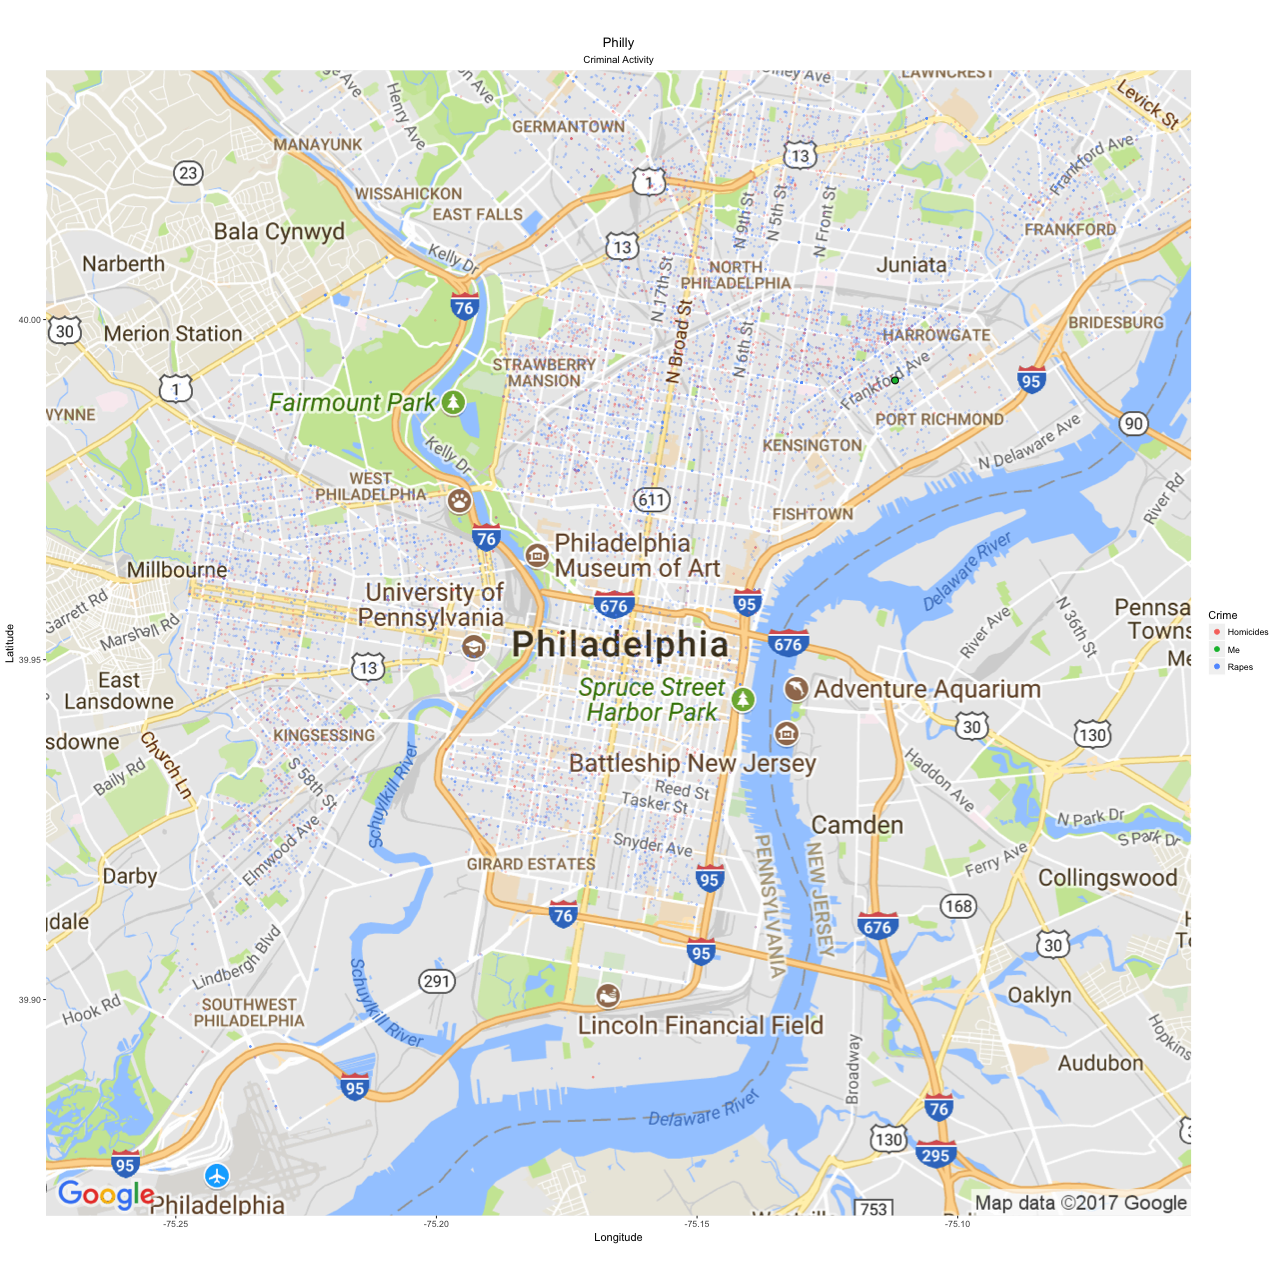 Philly
Criminal Activity
Olney Ave
LAWNCREST
Levick St
Henry Ave
GERMANTOWN
MANAYUNK
13
Frankford Ave
23
1
WISSAHICKON
EAST FALLS
N 9th St
N 5th St
N Front St
Bala Cynwyd
13
FRANKFORD
Narberth
Kelly Dr
NORTH
PHILADELPHIA
Juniata
N 17th St
76
40.00
30
Merion Station
N Broad St
N 6th St
HARROWGATE
BRIDESBURG
STRAWBERRY
MANSION
Frankford Ave
95
1
Fairmount Park
WYNNE
PORT RICHMOND
90
Kelly Dr
KENSINGTON
N Delaware Ave
WEST
PHILADELPHIA
611
River Rd
FISHTOWN
76
Philadelphia
Museum of Art
Delaware River
Millbourne
University of
Pennsylvania
676
95
Garrett Rd
Marshall Rd
N 36th St
Pennsa
Towns
River Ave
Philadelphia
676
Me
Latitude
39.95
13
East
Lansdowne
Spruce Street
Harbor Park
Adventure Aquarium
30
130
sdowne
KINGSESSING
Church Ln
Baily Rd
S 58th St
Battleship New Jersey
Schuylkill River
Reed St
Tasker St
Haddon Ave
N Park Dr
S Park Dr
Elmwood Ave
Snyder Ave
Camden
PENNSYLVANIA
NEW JERSEY
Ferry Ave
GIRARD ESTATES
Darby
95
Collingswood
168
gdale
76
676
30
Lindbergh Blvd
95
291
Schuylkill River
39.90
Hook Rd
SOUTHWEST
PHILADELPHIA
Oaklyn
Lincoln Financial Field
Hopkins
Broadway
Audubon
95
Delaware River
76
130
295
95
Google
Philadelphia
753
Map data ©2017 Google
-75.25
-75.20
-75.15
-75.10
Longitude
Crime
Homicides
Me
Rapes